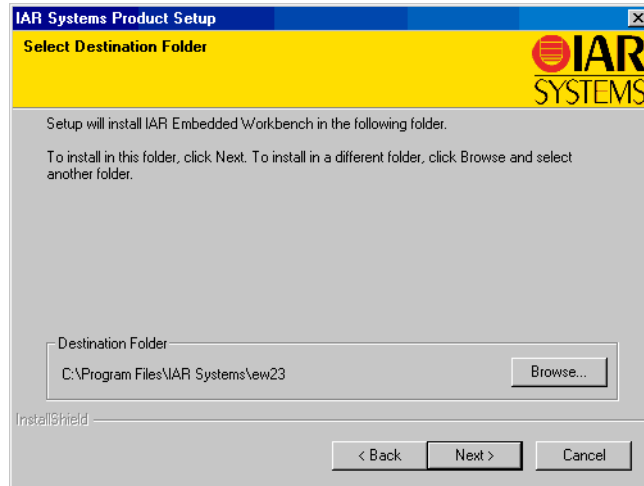 IAR Systems Product Setup
Select Destination Folder
IAR
SYSTEMS
Setup will install IAR Embedded Workbench in the following folder.
To install in this folder, click Next. To install in a different folder, click Browse and select
another folder.
Destination Folder
C:\Program Files\IAR Systems\ew23
Browse...
InstallShield
< Back
Next >
Cancel